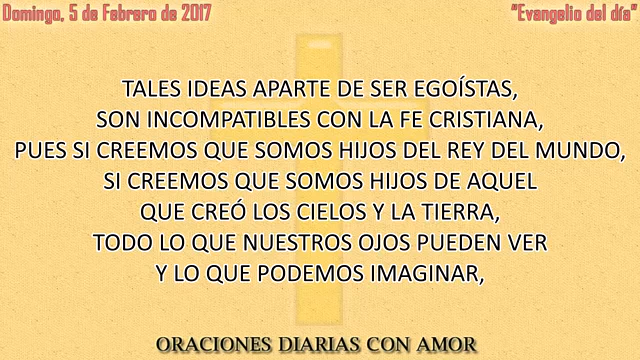 Domingo, 5 de Febrero de 2017
"Evangelio del día"
TALES IDEAS APARTE DE SER EGOÍSTAS,
SON INCOMPATIBLES CON LA FE CRISTIANA,
PUES SI CREEMOS QUE SOMOS HIJOS DEL REY DEL MUNDO,
SI CREEMOS QUE SOMOS HIJOS DE AQUEL
QUE CREÓ LOS CIELOS Y LA TIERRA,
TODO LO QUE NUESTROS OJOS PUEDEN VER
Y LO QUE PODEMOS IMAGINAR,
ORACIONES DIARIAS CON AMOR